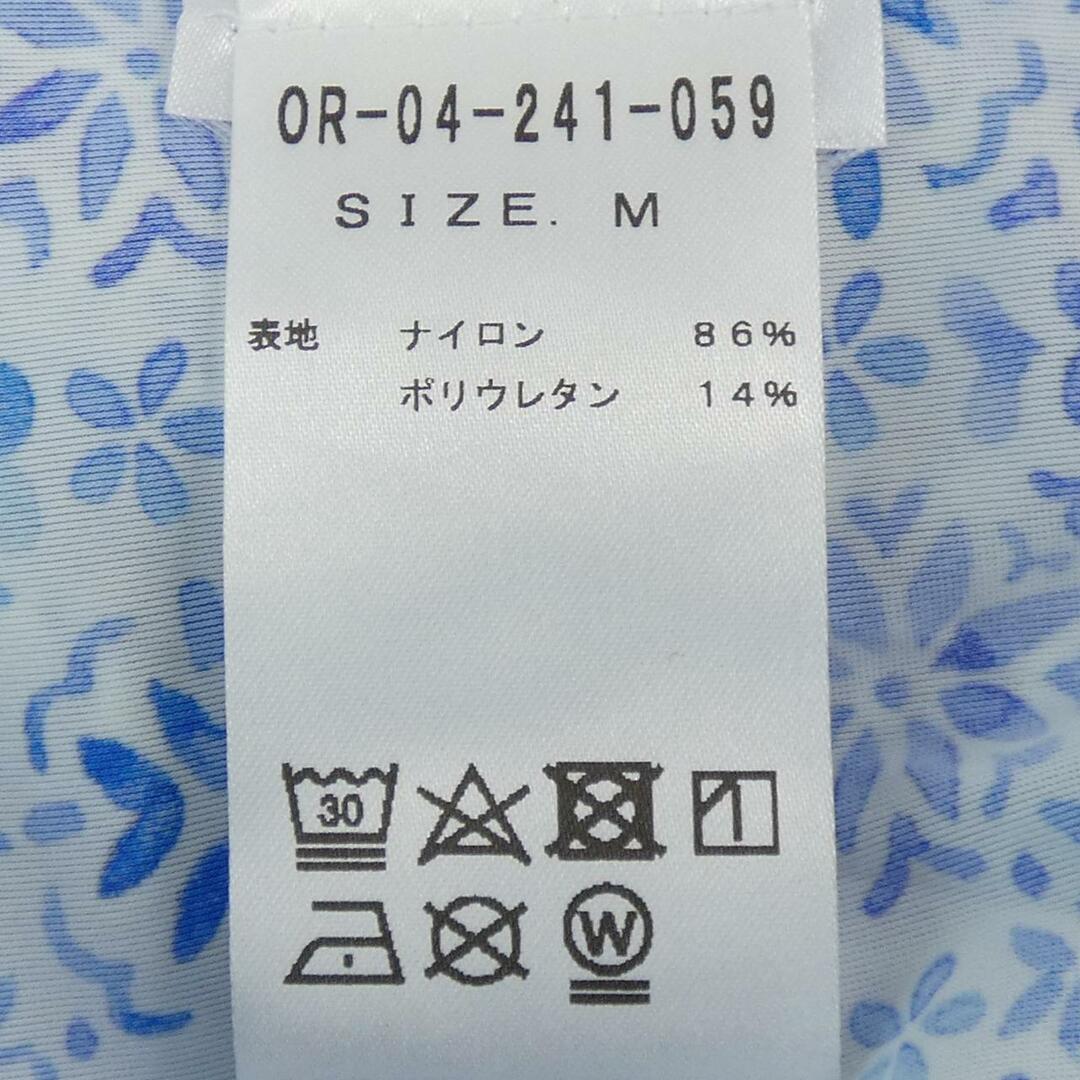 OR-04-241-059
SIZE. M
表地 ナイロン 86%
ポリウレタン 14%
30
W